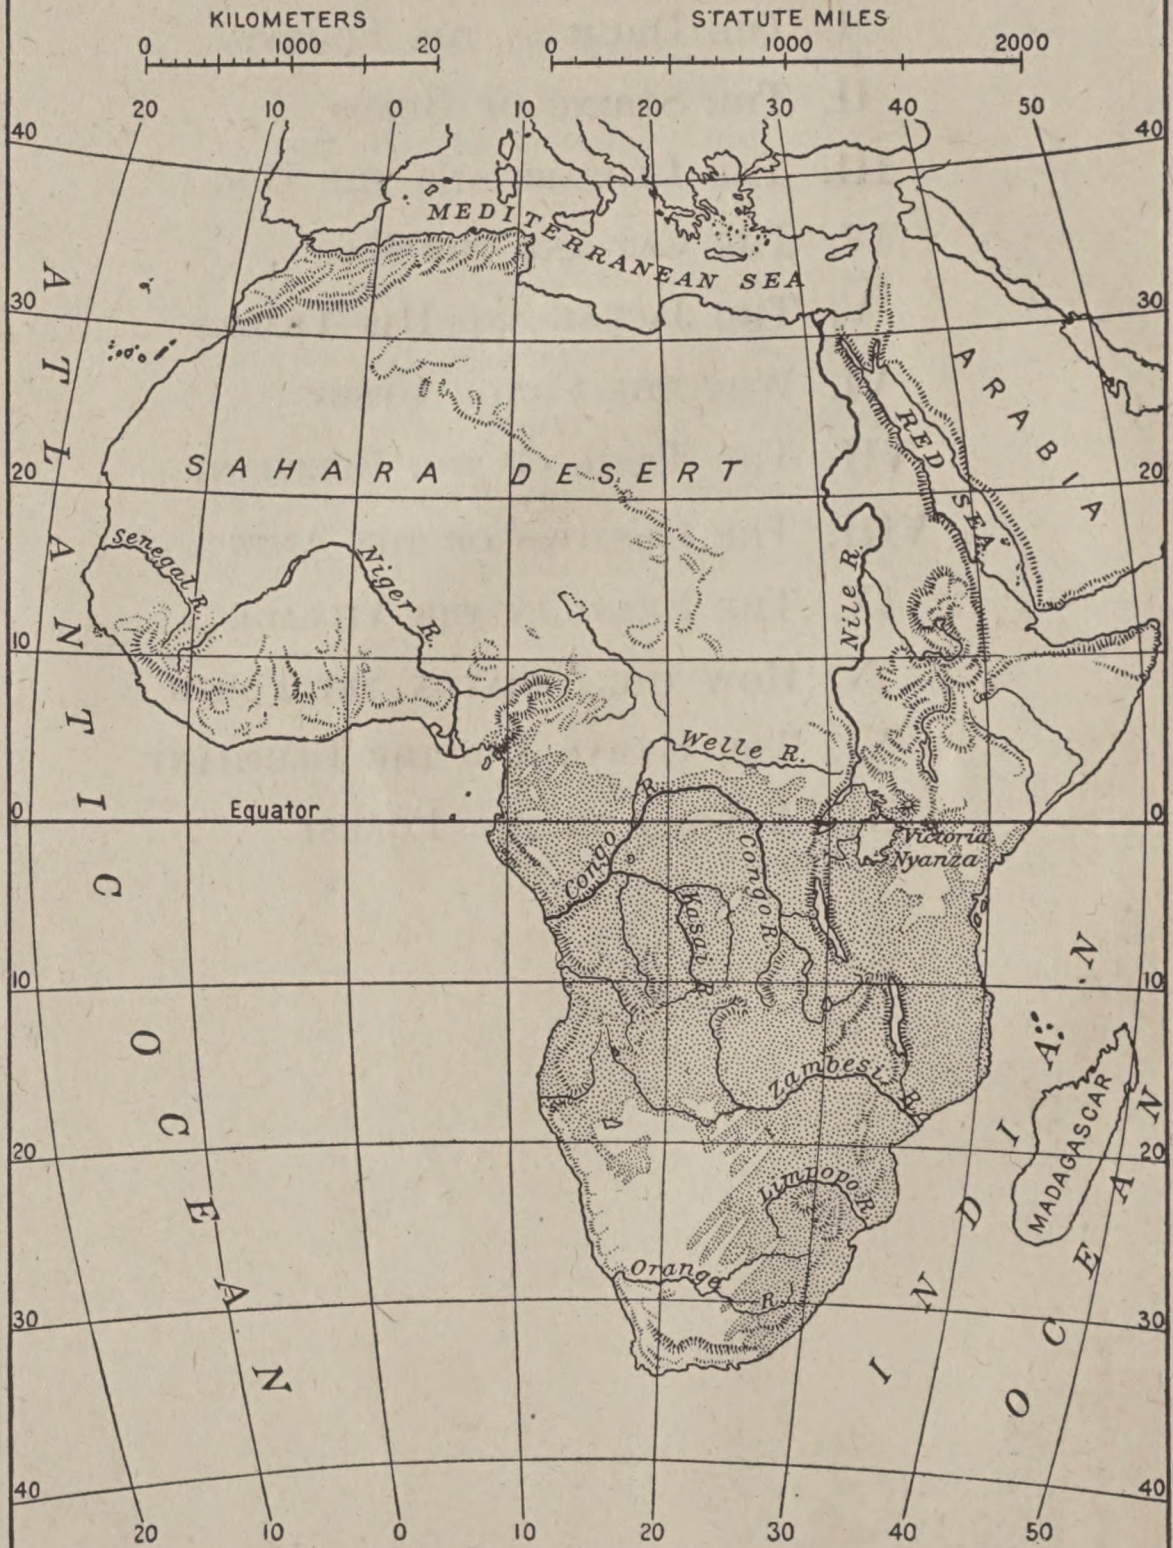 KILOMETERS
0 1000 20
STATUTE MILES
0 1000 2000
20 10 0 10 20 30 40 50
40 40
MEDITERRANEAN SEA
30 30
ATLANTIC OCEAN
ARABIA
RED SEA
SAHARA DESERT
20 20
Senegal R.
Niger R.
Nile R.
10 10
Welle R.
Equator
0 0
Victoria
Nyanza
Congo R.
Congo R.
Kasai R.
10 10
Zambesi R.
INDIAN OCEAN
MADAGASCAR
20 20
Limpopo R.
Orange R.
30 30
40 40
20 10 0 10 20 30 40 50